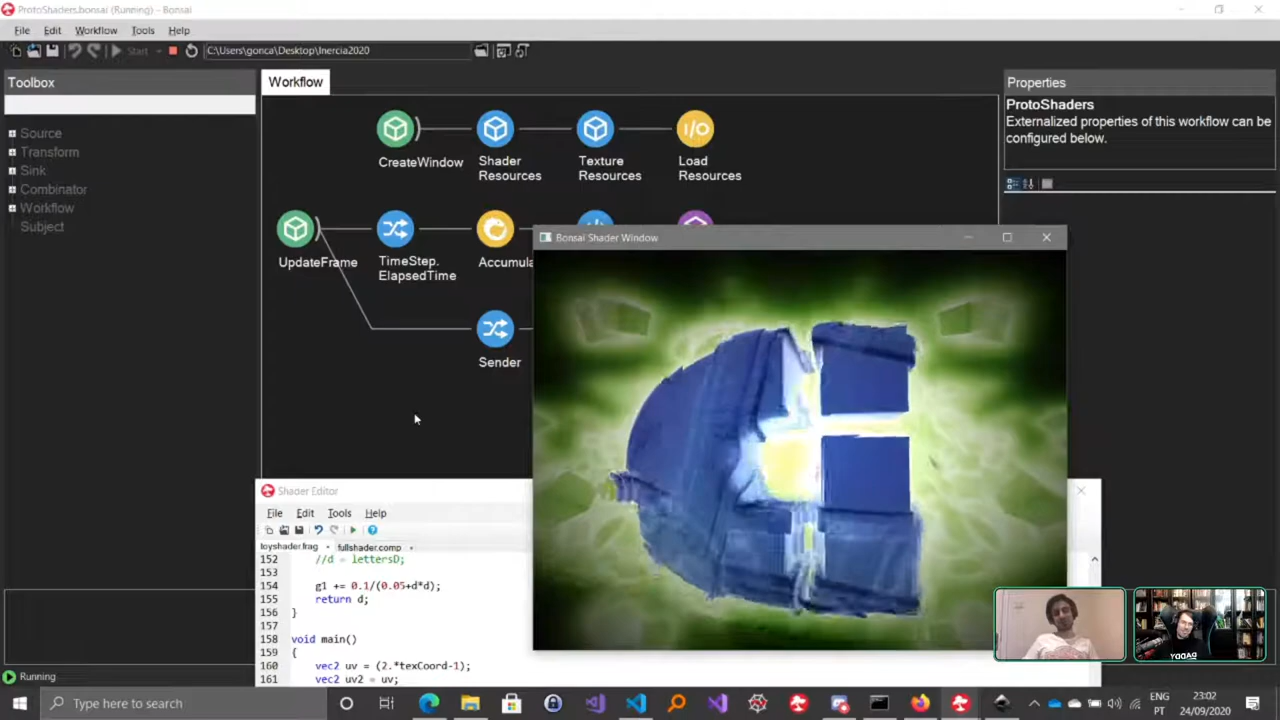 ProtoShaders.bonsai (Running) - Bonsai
File Edit Workflow Tools Help
Start C:\Users\gonca\Desktop\Inercia2020
Toolbox
Workflow
Properties
ProtoShaders
Externalized properties of this workflow can be
configured below.
Source
Transform
Sink
Combinator
Workflow
Subject
CreateWindow
Shader
Resources
Texture
Resources
I/O
Load
Resources
UpdateFrame
TimeStep.
ElapsedTime
Accumula
Sender
Bonsai Shader Window
Shader Editor
File Edit Tools Help
toyshader.frag fullshader.comp
152 //d = lettersD;
153
154 g1 += 0.1/(0.05+d*d);
155 return d;
156 }
157
158 void main()
159 {
160 vec2 uv = (2.*texCoord-1);
161 vec2 uv2 = uv;
Running
Type here to search
ENG
PT
23:02
24/09/2020